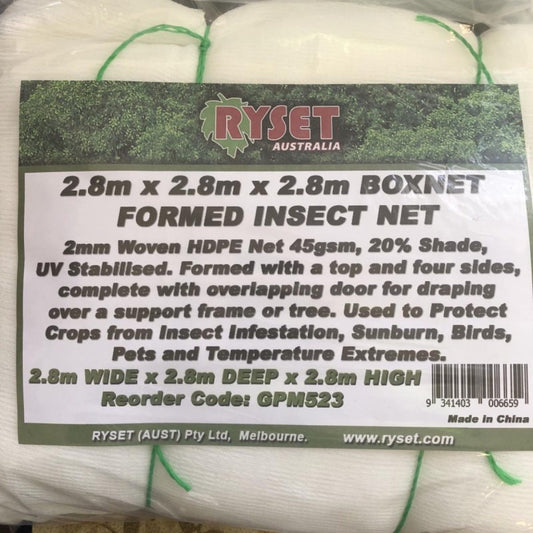 RYSET
AUSTRALIA
2.8m x 2.8m x 2.8m BOXNET
FORMED INSECT NET
2mm Woven HDPE Net 45gsm, 20% Shade,
UV Stabilised. Formed with a top and four sides,
complete with overlapping door for draping
over a support frame or tree. Used to Protect
Crops from Insect Infestation, Sunburn, Birds,
Pets and Temperature Extremes.
2.8m WIDE x 2.8m DEEP x 2.8m HIGH
Reorder Code: GPM523
9 341403 006659
Made in China
RYSET (AUST) Pty Ltd, Melbourne. www.ryset.com